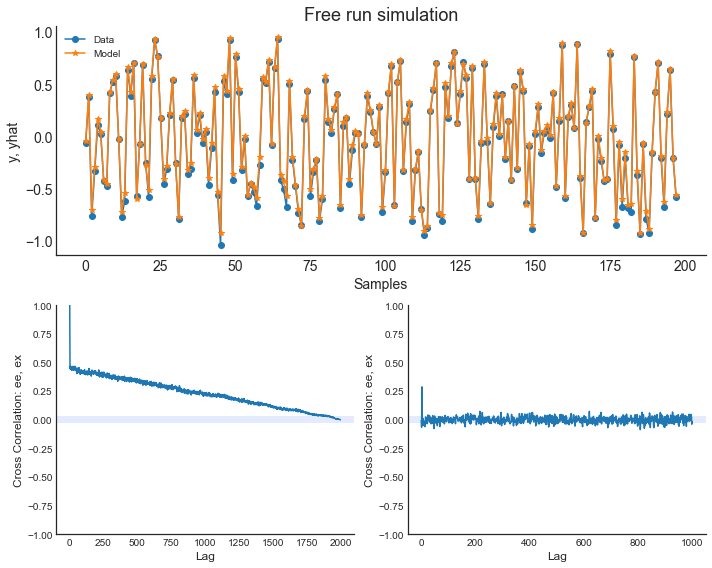 Free run simulation
Data
Model
1.0
0.5
0.0
−0.5
−1.0
y, yhat
0 25 50 75 100 125 150 175 200
Samples
1.00
0.75
0.50
0.25
0.00
−0.25
−0.50
−0.75
−1.00
Cross Correlation: ee, ex
0 250 500 750 1000 1250 1500 1750 2000
Lag
1.00
0.75
0.50
0.25
0.00
−0.25
−0.50
−0.75
−1.00
Cross Correlation: ee, ex
0 200 400 600 800 1000
Lag